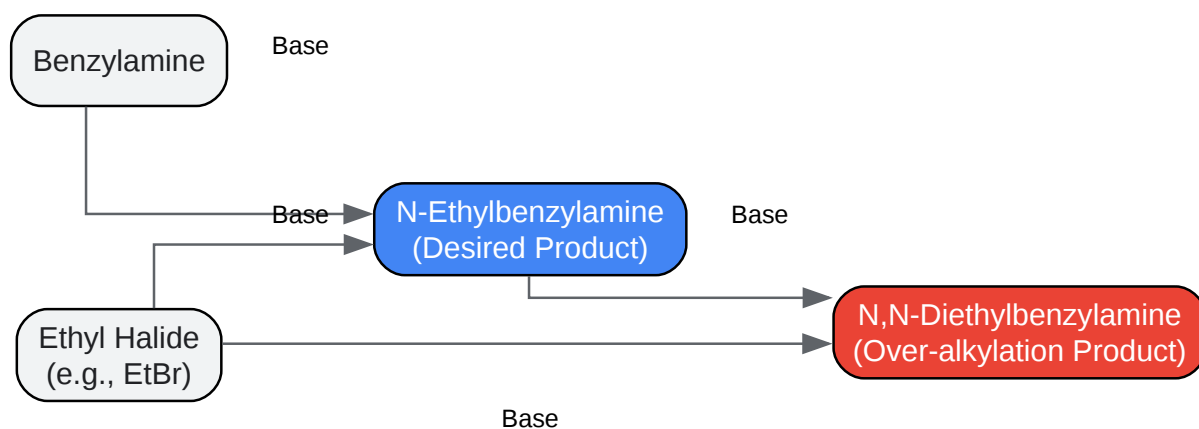 Benzylamine
Base
Base
N-Ethylbenzylamine
(Desired Product)
Base
Ethyl Halide
(e.g., EtBr)
N,N-Diethylbenzylamine
(Over-alkylation Product)
Base